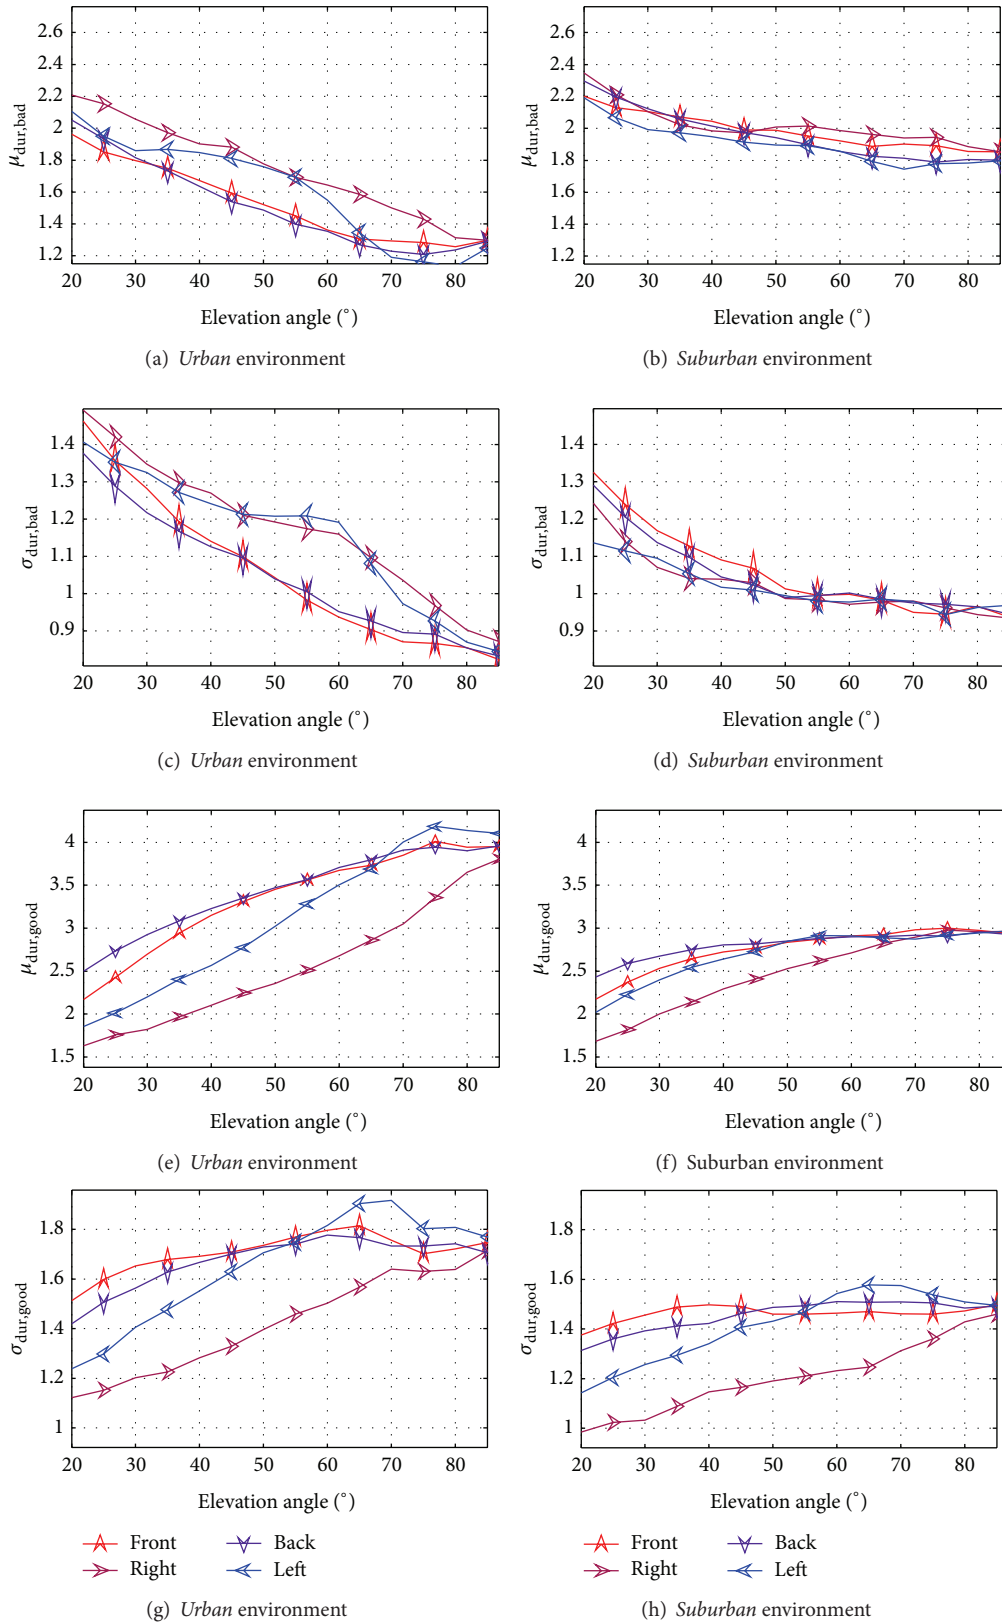 2.6
2.4
2.2
2
1.8
1.6
1.4
1.2
μdur,bad
20 30 40 50 60 70 80
Elevation angle (°)
(a) Urban environment
2.6
2.4
2.2
2
1.8
1.6
1.4
1.2
μdur,bad
20 30 40 50 60 70 80
Elevation angle (°)
(b) Suburban environment
1.4
1.3
1.2
1.1
1
0.9
σdur,bad
20 30 40 50 60 70 80
Elevation angle (°)
(c) Urban environment
1.4
1.3
1.2
1.1
1
0.9
σdur,bad
20 30 40 50 60 70 80
Elevation angle (°)
(d) Suburban environment
4
3.5
3
2.5
2
1.5
μdur,good
20 30 40 50 60 70 80
Elevation angle (°)
(e) Urban environment
4
3.5
3
2.5
2
1.5
μdur,good
20 30 40 50 60 70 80
Elevation angle (°)
(f) Suburban environment
1.8
1.6
1.4
1.2
1
σdur,good
20 30 40 50 60 70 80
Elevation angle (°)
Front Back
Right Left
(g) Urban environment
1.8
1.6
1.4
1.2
1
σdur,good
20 30 40 50 60 70 80
Elevation angle (°)
Front Back
Right Left
(h) Suburban environment